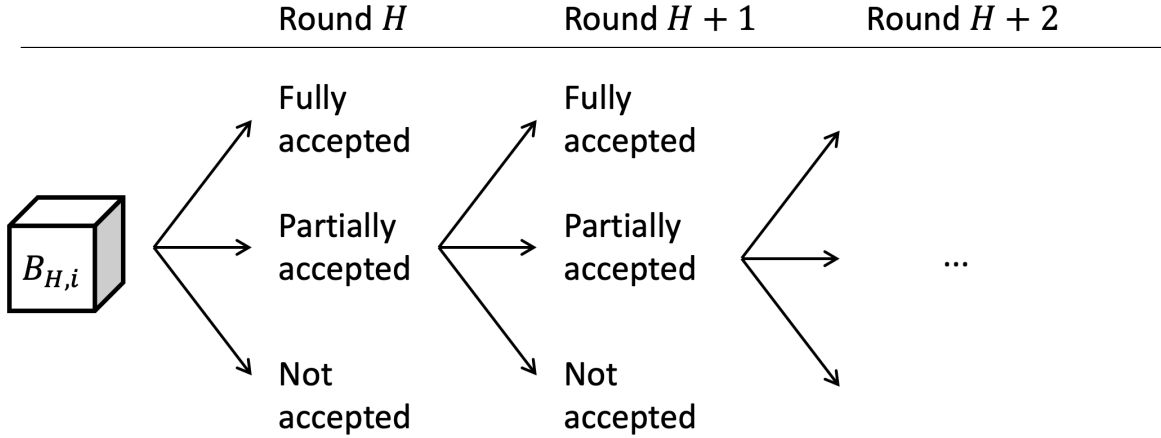 Round H Round H + 1 Round H + 2
Fully accepted
Fully accepted
B_{H,i}
Partially accepted
Partially accepted
...
Not accepted
Not accepted